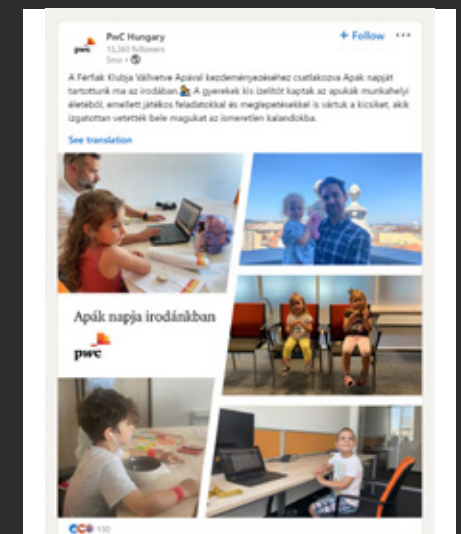 PwC Hungary
+ Follow
pwc
13,360 followers
5mo •
A Férfiak Klubja Vállvetve Apával kezdeményezéséhez csatlakozva Apák napját
tartottunk ma az irodában. A gyerekek kis ízelítőt kaptak az apukák munkahelyi
életéből, emellett játékos feladatokkal és meglepetésekkel is vártuk a kicsiket, akik
izgatottan vetették bele magukat az ismeretlen kalandokba.
See translation
Apák napja irodánkban
pwc
130